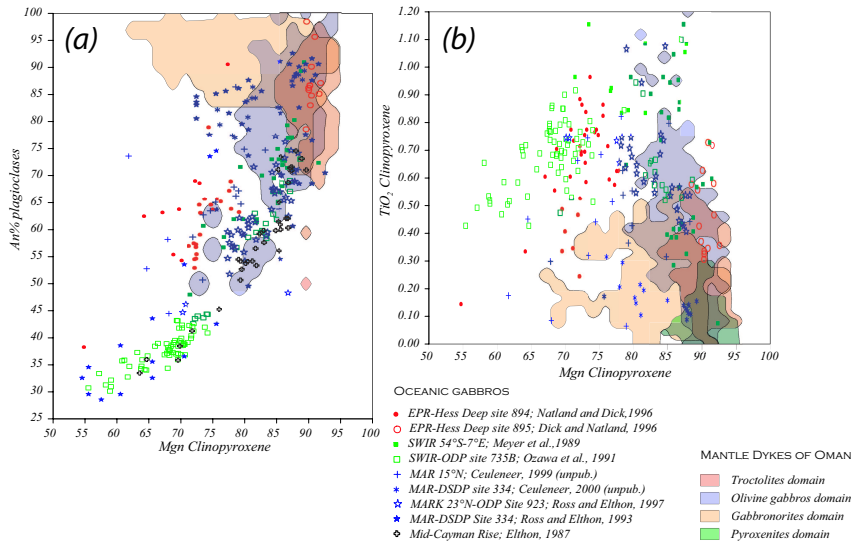 (a)
An% plagioclases
100
95
90
85
80
75
70
65
60
55
50
45
40
35
30
25
50 55 60 65 70 75 80 85 90 95 100
Mgn Clinopyroxene
(b)
TiO2 Clinopyroxene
1.20
1.10
1.00
0.90
0.80
0.70
0.60
0.50
0.40
0.30
0.20
0.10
0.00
50 60 70 80 90 100
Mgn Clinopyroxene
OCEANIC GABBROS
EPR-Hess Deep site 894; Natland and Dick,1996
EPR-Hess Deep site 895; Dick and Natland, 1996
SWIR 54°S-7°E; Meyer et al.,1989
SWIR-ODP site 735B; Ozawa et al., 1991
MAR 15°N; Ceuleneer, 1999 (unpub.)
MAR-DSDP site 334; Ceuleneer, 2000 (unpub.)
MARK 23°N-ODP Site 923; Ross and Elthon, 1997
MAR-DSDP Site 334; Ross and Elthon, 1993
Mid-Cayman Rise; Elthon, 1987
MANTLE DYKES OF OMAN
Troctolites domain
Olivine gabbros domain
Gabbronorites domain
Pyroxenites domain